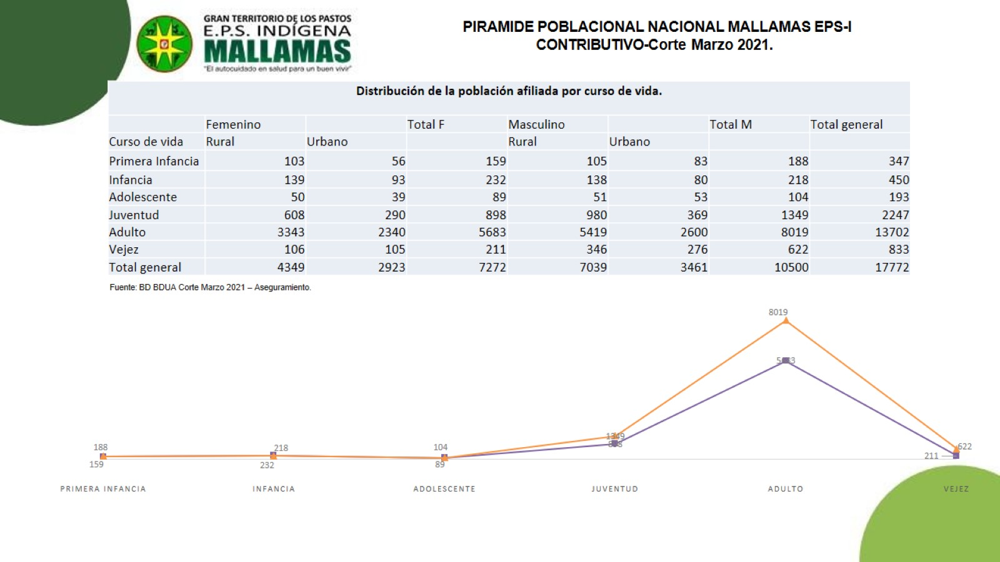 GRAN TERRITORIO DE LOS PASTOS
E.P.S. INDÍGENA
MALLAMAS
"El autocuidado en salud para un buen vivir"
PIRAMIDE POBLACIONAL NACIONAL MALLAMAS EPS-I
CONTRIBUTIVO-Corte Marzo 2021.
Distribución de la población afiliada por curso de vida.
Femenino Total F Masculino Total M Total general
Curso de vida Rural Urbano Rural Urbano
Primera Infancia 103 56 159 105 83 188 347
Infancia 139 93 232 138 80 218 450
Adolescente 50 39 89 51 53 104 193
Juventud 608 290 898 980 369 1349 2247
Adulto 3343 2340 5683 5419 2600 8019 13702
Vejez 106 105 211 346 276 622 833
Total general 4349 2923 7272 7039 3461 10500 17772
Fuente: BD BDUA Corte Marzo 2021 – Aseguramiento.
8019
5683
1349
898
188 218 104 622
211
159 232 89
PRIMERA INFANCIA INFANCIA ADOLESCENTE JUVENTUD ADULTO VEJEZ